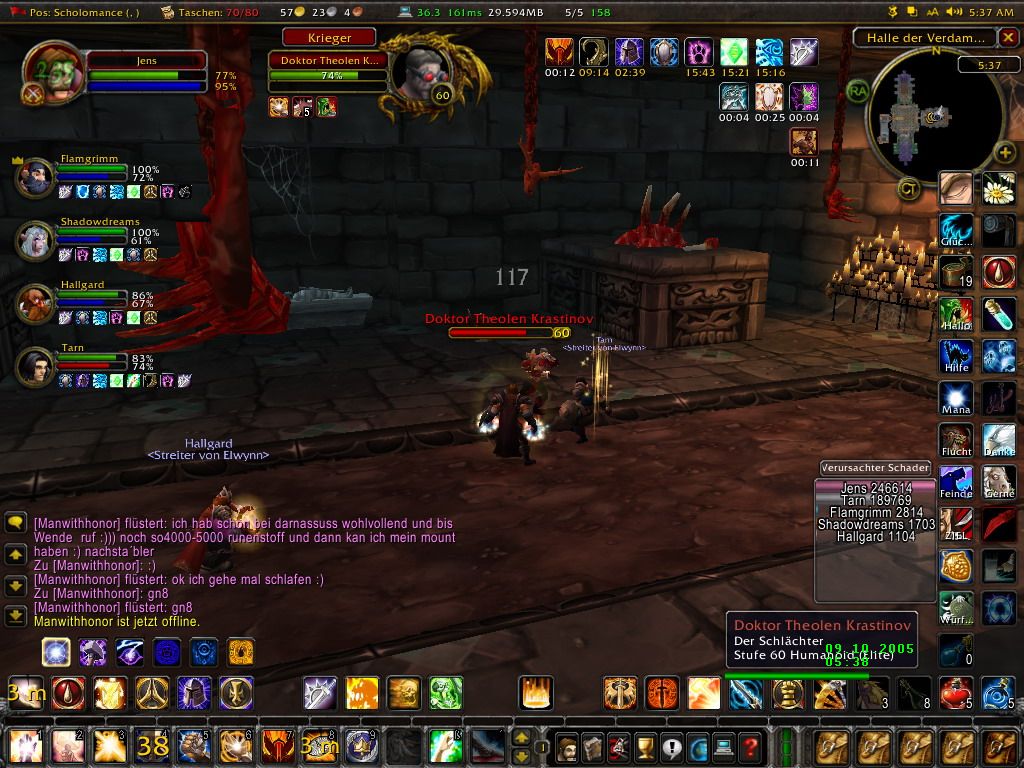 Pos: Scholomance (, )
Taschen: 70/80
57 23 4
36.3 161ms 29.594MB
5/5 158
5:37 AM
Krieger
Halle der Verdam...
N
5:37
Jens
77%
95%
Doktor Theolen K...
74%
60
5
00:12 09:14 02:39 15:43 15:21 15:16
00:04 00:25 00:04
00:11
RA
CT
Flamgrimm
100%
72%
Shadowdreams
100%
61%
Hallgard
86%
67%
Tarn
83%
74%
117
Doktor Theolen Krastinov
60
Tarn
<Streiter von Elwynn>
Hallgard
<Streiter von Elwynn>
19
Hallo
Hilfe
Mana
Flucht
Danke
Feinde
Gerne
ZIEL
0
Verursachter Schader
Jens 246614
Tarn 189769
Flamgrimm 2814
Shadowdreams 1703
Hallgard 1104
[Manwithhonor] flüstert: ich hab schon bei darnassuss wohlvollend und bis
Wende ruf :))) noch so4000-5000 runenstoff und dann kan ich mein mount
haben :) nächsta´bler
Zu [Manwithhonor]: :)
[Manwithhonor] flüstert: ok ich gehe mal schlafen :)
Zu [Manwithhonor]: gn8
[Manwithhonor] flüstert: gn8
Manwithhonor ist jetzt offline.
Doktor Theolen Krastinov
Der Schlächter
Stufe 60 Humanoid (Elite)
09.10.2005
05:38
3 m
3 8 5 5
38
3 m
1